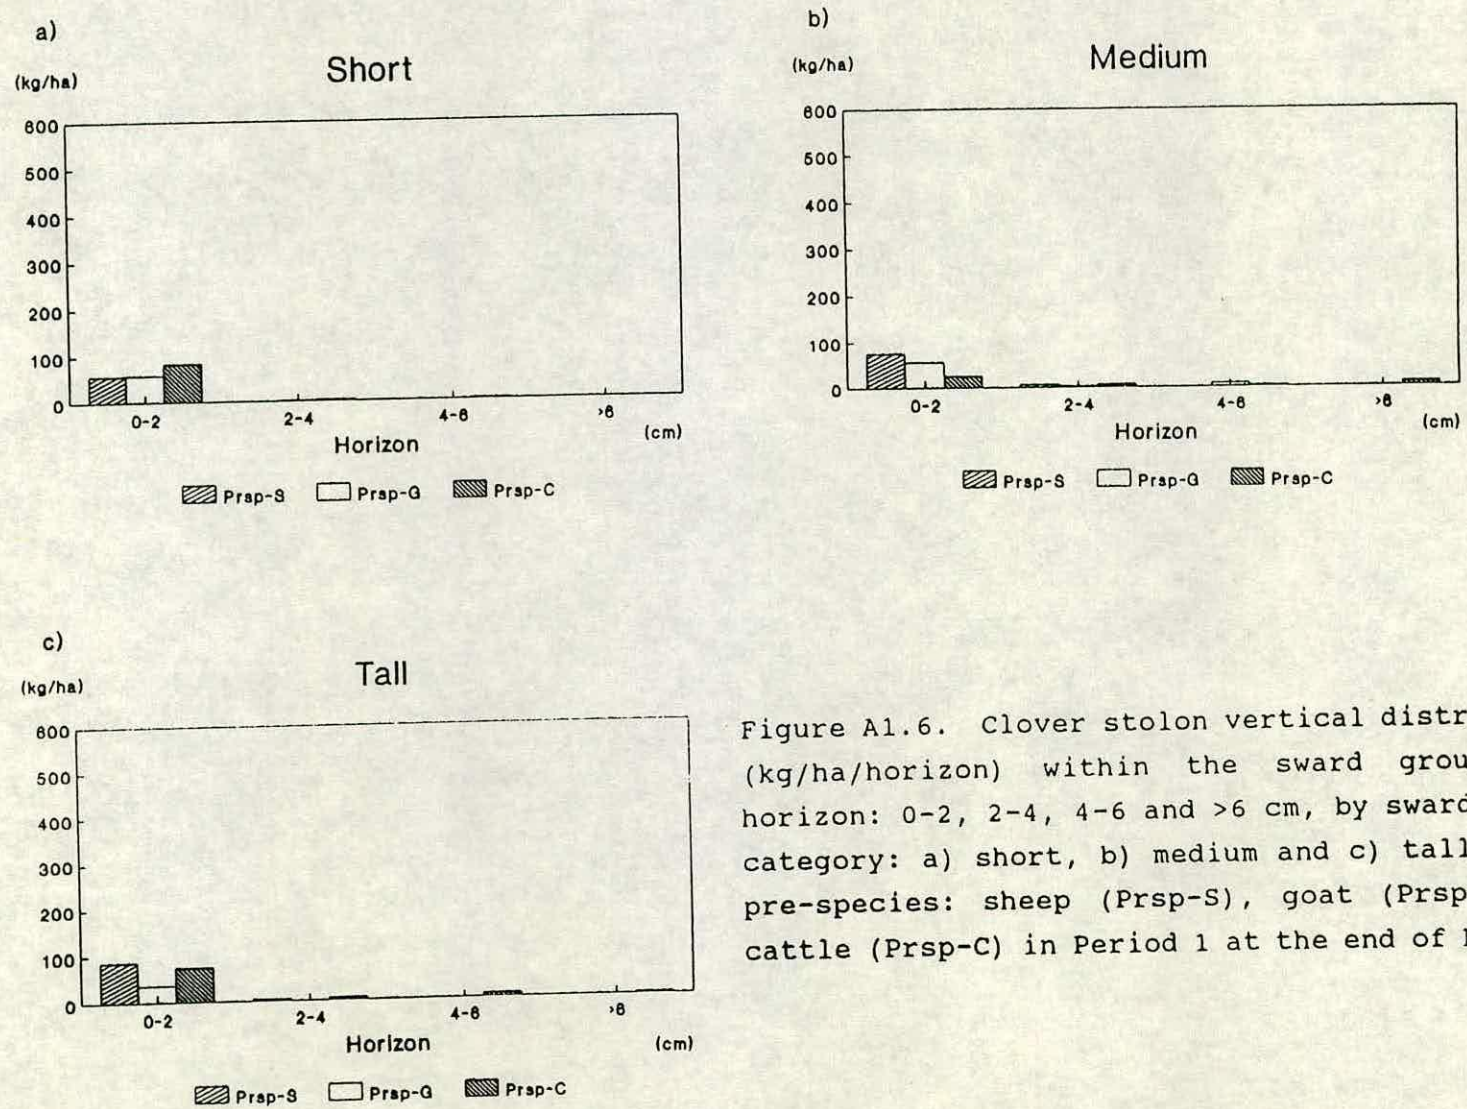 a)
(kg/ha)
Short
600
500
400
300
200
100
0
0-2
2-4
4-6
>6
Horizon
(cm)
Prsp-S
Prsp-G
Prsp-C
b)
(kg/ha)
Medium
600
500
400
300
200
100
0
0-2
2-4
4-6
>6
Horizon
(cm)
Prsp-S
Prsp-G
Prsp-C
c)
(kg/ha)
Tall
600
500
400
300
200
100
0
0-2
2-4
4-6
>6
Horizon
(cm)
Prsp-S
Prsp-G
Prsp-C
Figure A1.6. Clover stolon vertical distr
(kg/ha/horizon) within the sward grou
horizon: 0-2, 2-4, 4-6 and >6 cm, by sward
category: a) short, b) medium and c) tall
pre-species: sheep (Prsp-S), goat (Prsp
cattle (Prsp-C) in Period 1 at the end of